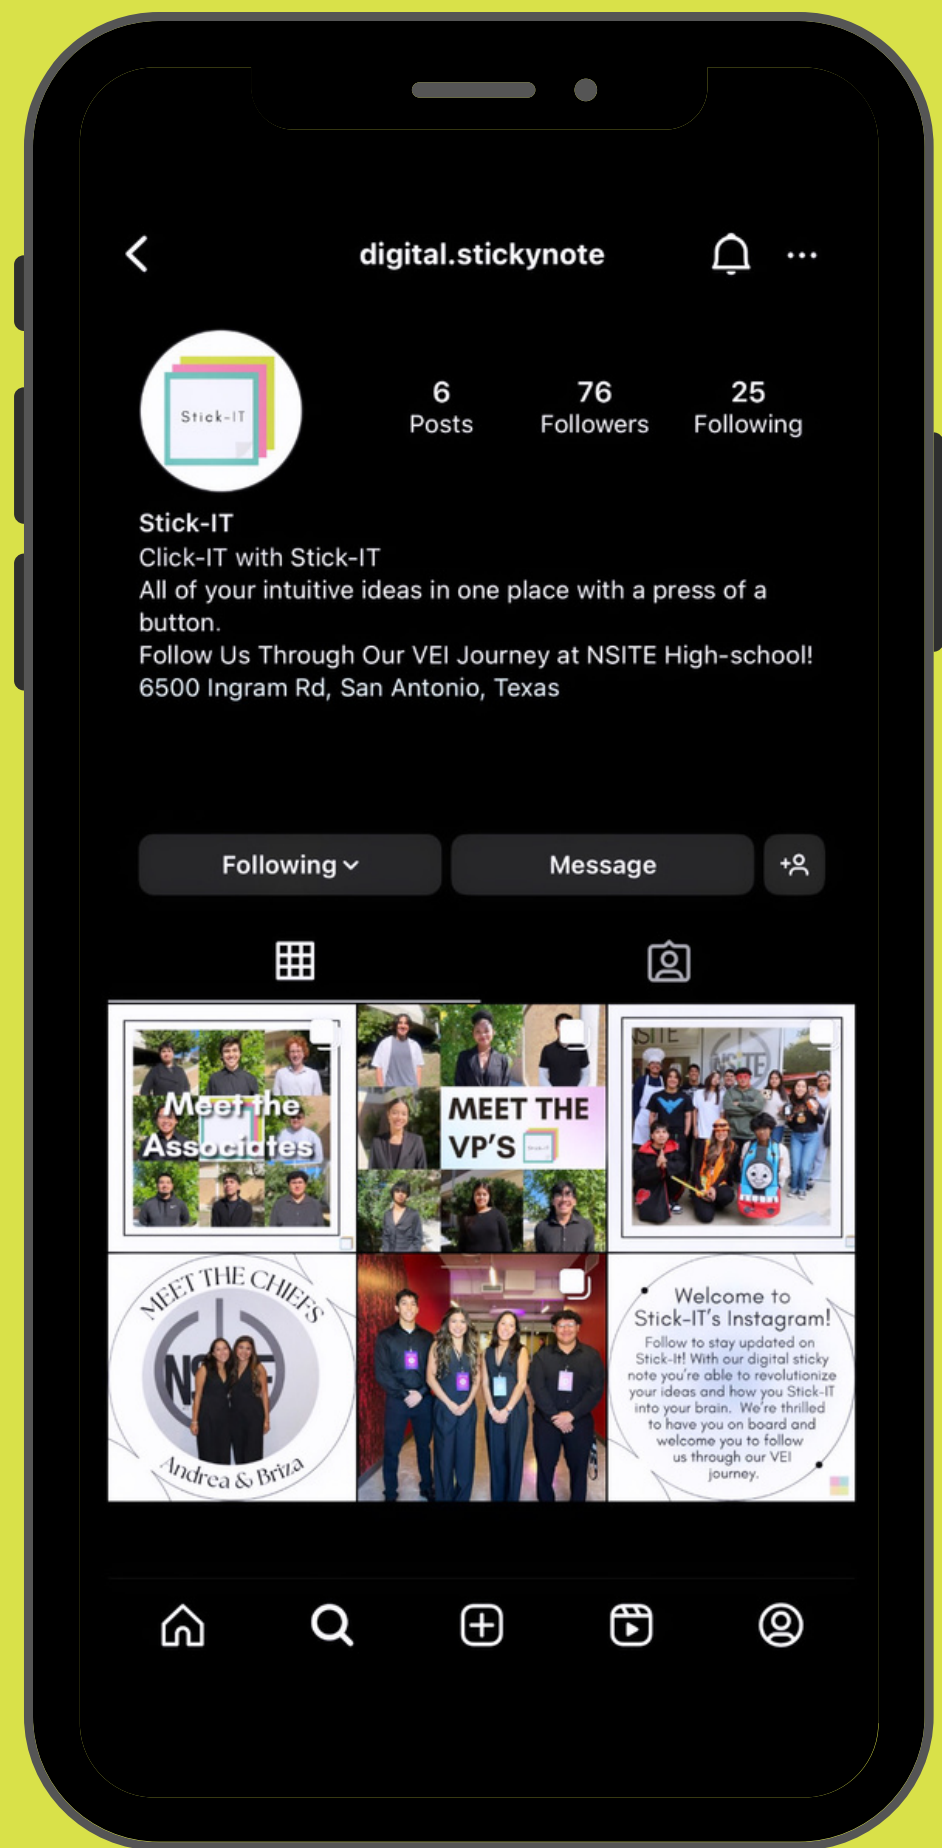 digital.stickynote
Stick-IT
6
Posts
76
Followers
25
Following
Stick-IT
Click-IT with Stick-IT
All of your intuitive ideas in one place with a press of a
button.
Follow Us Through Our VEI Journey at NSITE High-school!
6500 Ingram Rd, San Antonio, Texas
Following
Message
Meet the
Associates
MEET THE
VP'S
Stick-IT
NSITE
NSITE
MEET THE CHIEFS
NSITE
Andrea & Briza
Welcome to
Stick-IT's Instagram!
Follow to stay updated on
Stick-It! With our digital sticky
note you're able to revolutionize
your ideas and how you Stick-IT
into your brain. We're thrilled
to have you on board and
welcome you to follow
us through our VEI
journey.